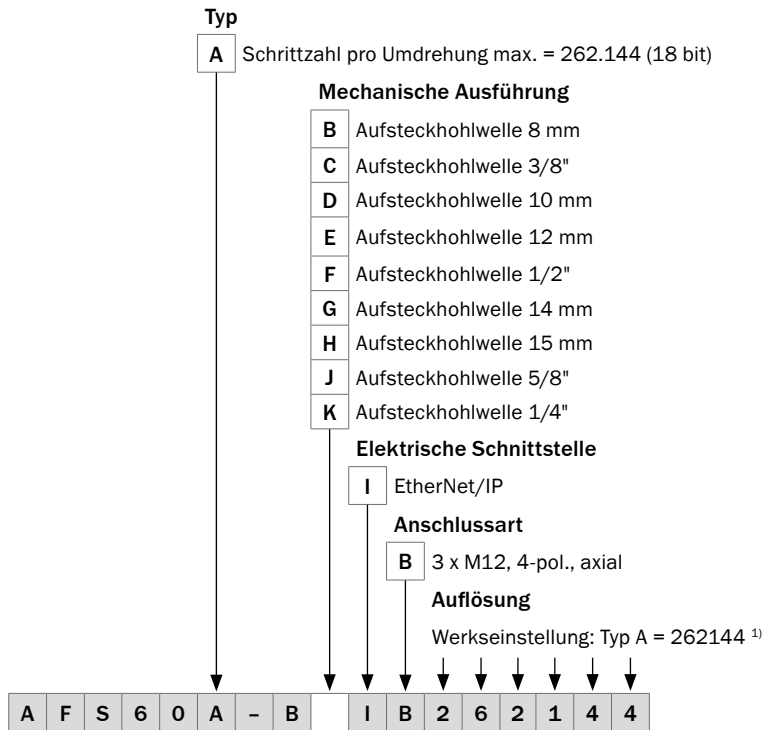 Typ
A Schrittzahl pro Umdrehung max. = 262.144 (18 bit)
Mechanische Ausführung
B Aufsteckhohlwelle 8 mm
C Aufsteckhohlwelle 3/8"
D Aufsteckhohlwelle 10 mm
E Aufsteckhohlwelle 12 mm
F Aufsteckhohlwelle 1/2"
G Aufsteckhohlwelle 14 mm
H Aufsteckhohlwelle 15 mm
J Aufsteckhohlwelle 5/8"
K Aufsteckhohlwelle 1/4"
Elektrische Schnittstelle
I EtherNet/IP
Anschlussart
B 3 x M12, 4-pol., axial
Auflösung
Werkseinstellung: Typ A = 262144 1)
A F S 6 0 A – B I B 2 6 2 1 4 4